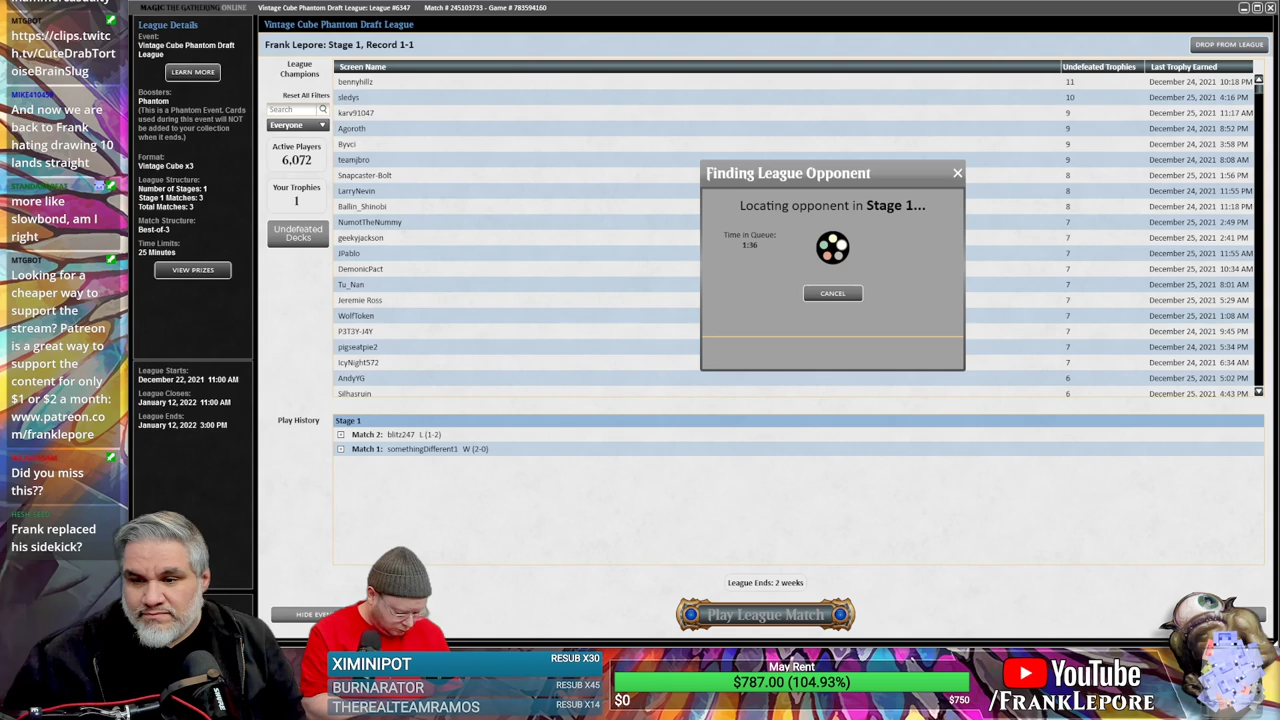 MTGBOT
https://clips.twitc
h.tv/CuteDrabTort
oiseBrainSlug
And now we are
back to Frank
hating drawing 10
lands straight
more like
slowbond, am I
right
MTGBOT
Looking for a
cheaper way to
support the
stream? Patreon
is a great way to
support the
content for only
$1 or $2 a month:
www.patreon.co
m/franklepore
Did you miss
this??
Frank replaced
his sidekick?
MAGIC THE GATHERING ONLINE
Vintage Cube Phantom Draft League: League #6347
Match # 245103733 - Game # 783594160
League Details
Event:
Vintage Cube Phantom Draft
League
LEARN MORE
Boosters:
Phantom
(This is a Phantom Event. Cards
used during this event will NOT
be added to your collection
when it ends.)
Format:
Vintage Cube x3
League Structure:
Number of Stages: 1
Stage 1 Matches: 3
Total Matches: 3
Match Structure:
Best-of-3
Time Limits:
25 Minutes
VIEW PRIZES
League Starts:
December 22, 2021 11:00 AM
League Closes:
January 12, 2022 11:00 AM
League Ends:
January 12, 2022 3:00 PM
Vintage Cube Phantom Draft League
Frank Lepore: Stage 1, Record 1-1
DROP FROM LEAGUE
League
Champions
Reset All Filters
Search
Everyone
Active Players
6,072
Your Trophies
1
Undefeated
Decks
Screen Name Undefeated Trophies Last Trophy Earned
bennyhillz 11 December 24, 2021 10:18 PM
sledys 10 December 25, 2021 4:16 PM
karv91047 9 December 25, 2021 11:17 AM
Agoroth 9 December 24, 2021 8:52 PM
Byvci 9 December 24, 2021 3:58 PM
teamjbro 9 December 24, 2021 8:08 AM
Snapcaster-Bolt 8 December 25, 2021 1:56 PM
LarryNevin 8 December 24, 2021 11:55 PM
Ballin_Shinobi 8 December 24, 2021 11:18 PM
NumotTheNummy 7 December 25, 2021 2:49 PM
geekyjackson 7 December 25, 2021 2:41 PM
JPablo 7 December 25, 2021 11:55 AM
DemonicPact 7 December 25, 2021 10:34 AM
Tu_Nan 7 December 25, 2021 8:01 AM
Jeremie Ross 7 December 25, 2021 5:29 AM
WolfToken 7 December 25, 2021 1:08 AM
P3T3Y-J4Y 7 December 24, 2021 9:45 PM
pigseatpie2 7 December 24, 2021 5:34 PM
IcyNight572 7 December 24, 2021 6:34 AM
AndyYG 6 December 25, 2021 5:02 PM
Silhasruin 6 December 25, 2021 4:43 PM
Finding League Opponent
Locating opponent in Stage 1...
Time in Queue:
1:36
CANCEL
Play History
Stage 1
Match 2: blitz247 L (1-2)
Match 1: somethingDifferent1 W (2-0)
League Ends: 2 weeks
Play League Match
XIMINIPOT RESUB X30
BURNARATOR RESUB X45
THEREALTEAMRAMOS RESUB X14
May Rent
$787.00 (104.93%)
$0 $750
YouTube
/FRANKLEPORE